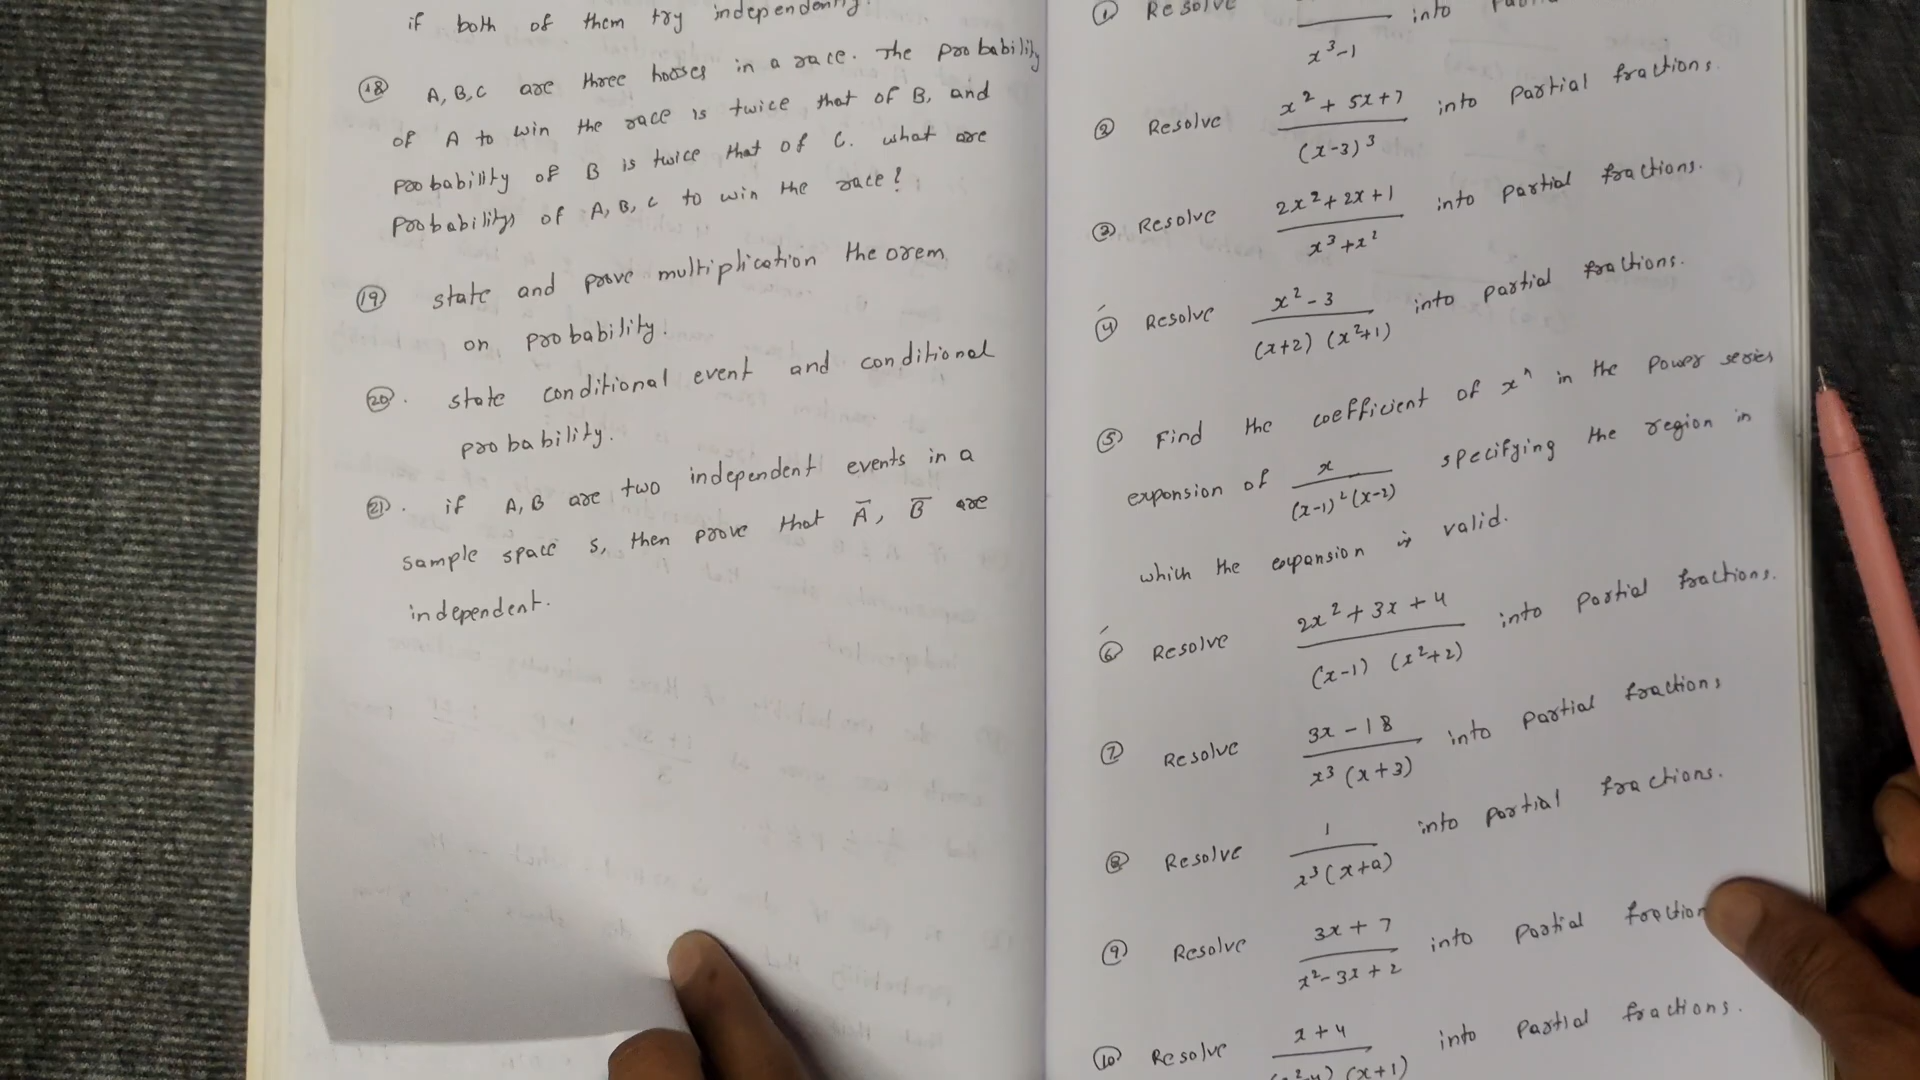 if both of them try independently.
(18) A, B, C are three horses in a race. The probability
of A to win the race is twice that of B, and
probability of B is twice that of C. what are
probabilitys of A, B, C to win the race?
(19) state and prove multiplication theorem
on probability.
(20). state conditional event and conditional
probability.
(21). if A, B are two independent events in a
sample space s, then prove that A̅, B̅ are
independent.
(1) Resolve
x³-1
into
(2) Resolve (x² + 5x + 7)/(x-3)³ into partial fractions.
(3) Resolve (2x² + 2x + 1)/(x³ + x²) into partial fractions.
(4) Resolve (x² - 3)/((x+2) (x²+1)) into partial fractions.
(5) Find the coefficient of xⁿ in the power series
expansion of x/((x-1)² (x-2)) specifying the region in
which the expansion is valid.
(6) Resolve (2x² + 3x + 4)/((x-1) (x²+2)) into partial fractions.
(7) Resolve (3x - 18)/(x³ (x+3)) into partial fractions
(8) Resolve 1/(x³ (x+a)) into partial fractions.
(9) Resolve (3x + 7)/(x² - 3x + 2) into partial fraction
(10) Resolve x + 4 into partial fractions.
(x+1)